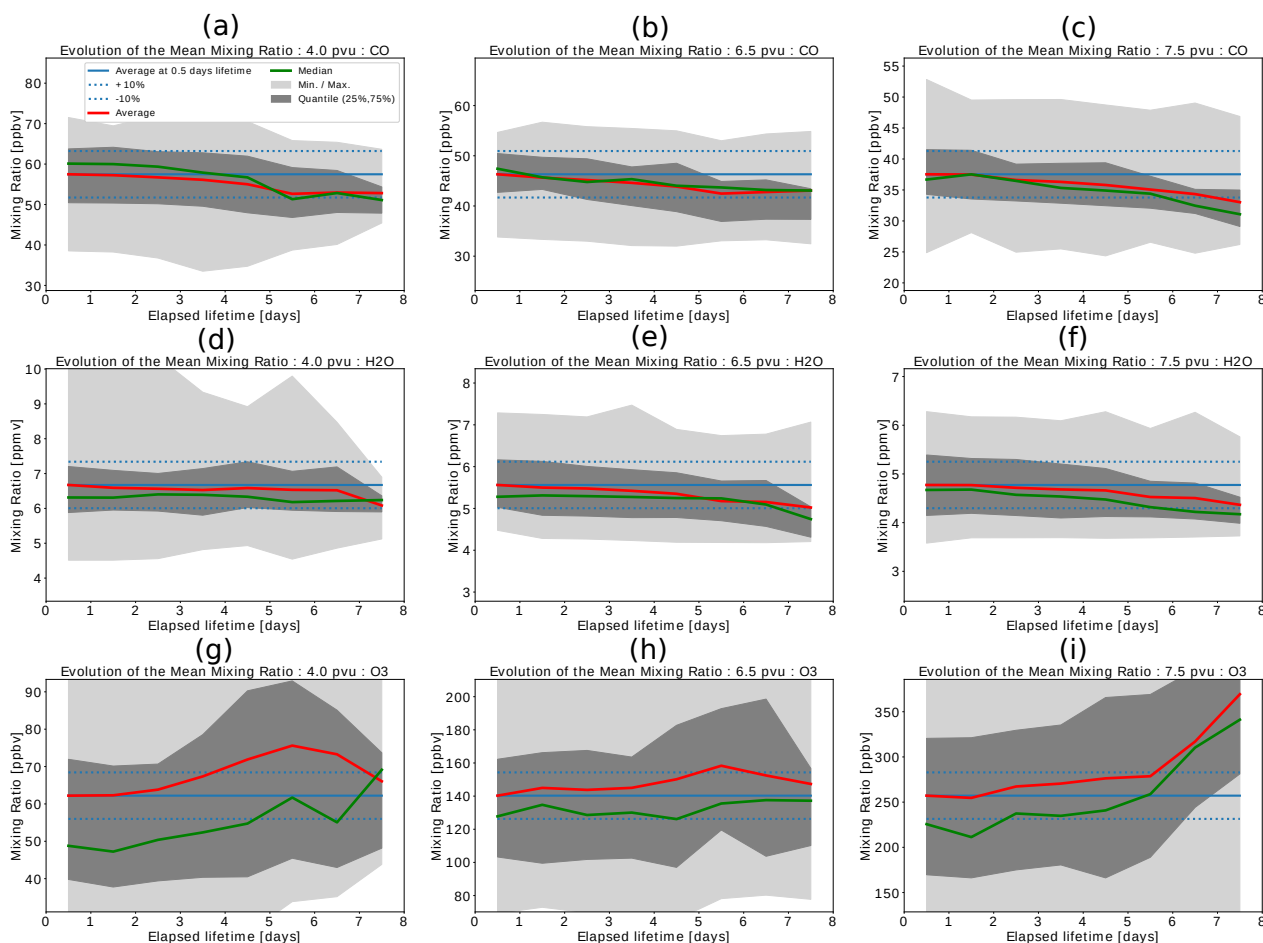 (a)
(b)
(c)
Evolution of the Mean Mixing Ratio : 4.0 pvu : CO
Evolution of the Mean Mixing Ratio : 6.5 pvu : CO
Evolution of the Mean Mixing Ratio : 7.5 pvu : CO
Average at 0.5 days lifetime
+10%
-10%
Average
Median
Min. / Max.
Quantile (25%,75%)
Mixing Ratio [ppbv]
80
70
60
50
40
30
0 1 2 3 4 5 6 7 8
Elapsed lifetime [days]
Mixing Ratio [ppbv]
60
50
40
30
0 1 2 3 4 5 6 7 8
Elapsed lifetime [days]
Mixing Ratio [ppbv]
55
50
45
40
35
30
25
20
0 1 2 3 4 5 6 7 8
Elapsed lifetime [days]
(d)
(e)
(f)
Evolution of the Mean Mixing Ratio : 4.0 pvu : H2O
Evolution of the Mean Mixing Ratio : 6.5 pvu : H2O
Evolution of the Mean Mixing Ratio : 7.5 pvu : H2O
Mixing Ratio [ppmv]
10
9
8
7
6
5
4
0 1 2 3 4 5 6 7 8
Elapsed lifetime [days]
Mixing Ratio [ppmv]
8
7
6
5
4
3
0 1 2 3 4 5 6 7 8
Elapsed lifetime [days]
Mixing Ratio [ppmv]
7
6
5
4
3
0 1 2 3 4 5 6 7 8
Elapsed lifetime [days]
(g)
(h)
(i)
Evolution of the Mean Mixing Ratio : 4.0 pvu : O3
Evolution of the Mean Mixing Ratio : 6.5 pvu : O3
Evolution of the Mean Mixing Ratio : 7.5 pvu : O3
Mixing Ratio [ppbv]
90
80
70
60
50
40
0 1 2 3 4 5 6 7 8
Elapsed lifetime [days]
Mixing Ratio [ppbv]
200
180
160
140
120
100
80
0 1 2 3 4 5 6 7 8
Elapsed lifetime [days]
Mixing Ratio [ppbv]
350
300
250
200
150
0 1 2 3 4 5 6 7 8
Elapsed lifetime [days]